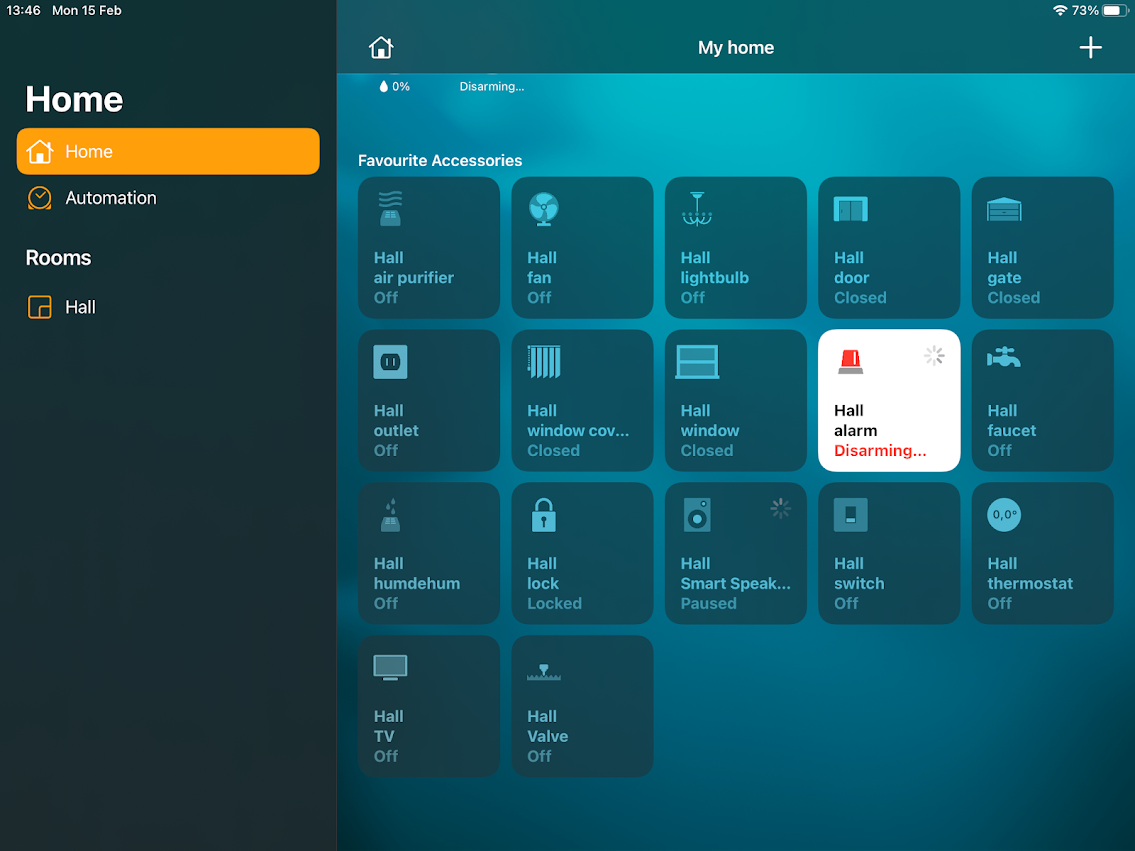 13:46 Mon 15 Feb
73%
Home
Home
Automation
Rooms
Hall
My home
0%
Disarming...
Favourite Accessories
Hall
air purifier
Off
Hall
fan
Off
Hall
lightbulb
Off
Hall
door
Closed
Hall
gate
Closed
Hall
outlet
Off
Hall
window cov...
Closed
Hall
window
Closed
Hall
alarm
Disarming...
Hall
faucet
Off
Hall
humdehum
Off
Hall
lock
Locked
Hall
Smart Speak...
Paused
Hall
switch
Off
0,0°
Hall
thermostat
Off
Hall
TV
Off
Hall
Valve
Off